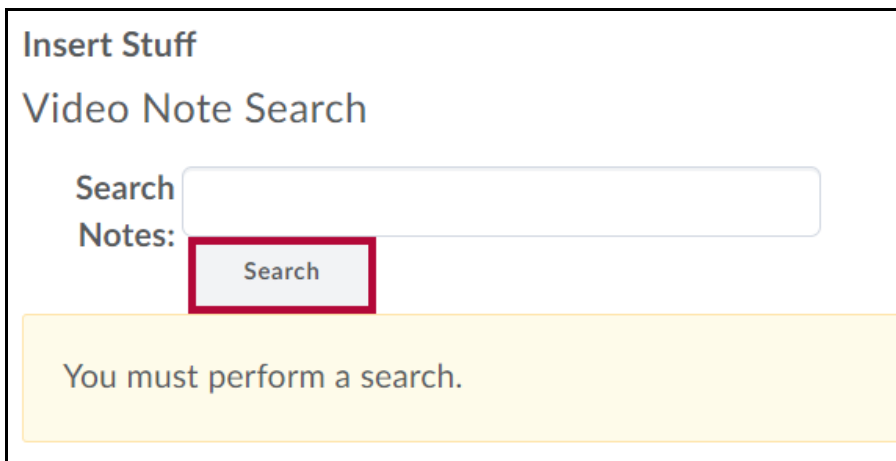 Insert Stuff
Video Note Search
Search
Notes:
Search
You must perform a search.